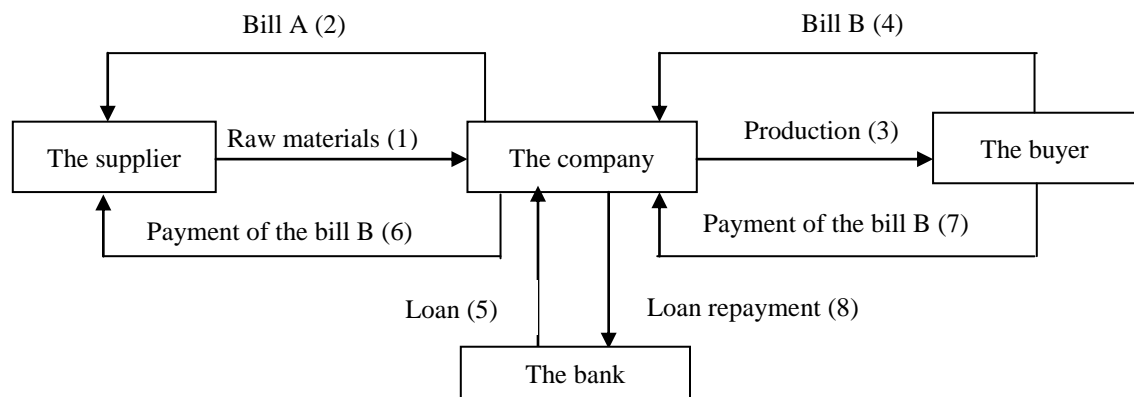 Bill A (2)
Bill B (4)
The supplier
Raw materials (1)
The company
Production (3)
The buyer
Payment of the bill B (6)
Payment of the bill B (7)
Loan (5)
Loan repayment (8)
The bank